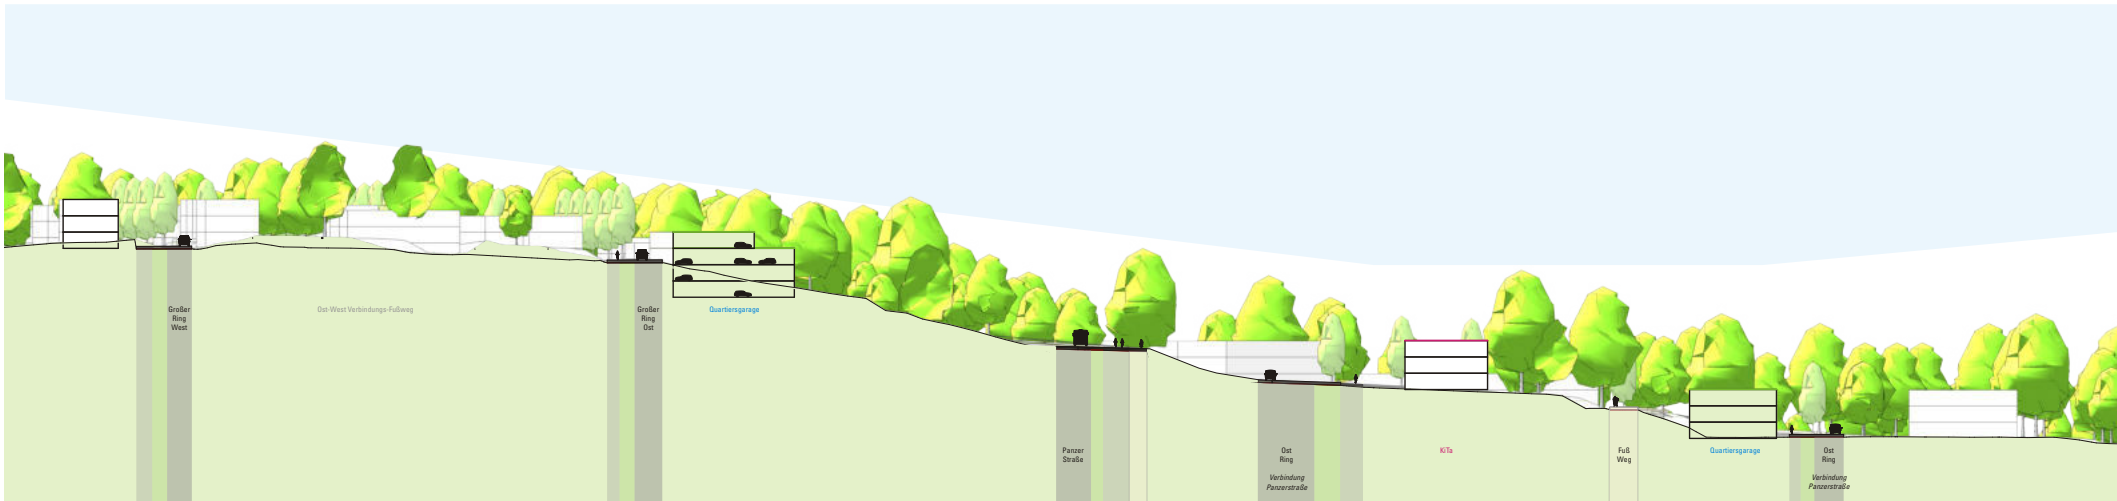 Großer
Ring
West
Ost-West Verbindungs-Fußweg
Großer
Ring
Ost
Quartiersgarage
Panzer
Straße
Ost
Ring
Verbindung
Panzerstraße
KiTa
Fuß
Weg
Quartiersgarage
Ost
Ring
Verbindung
Panzerstraße